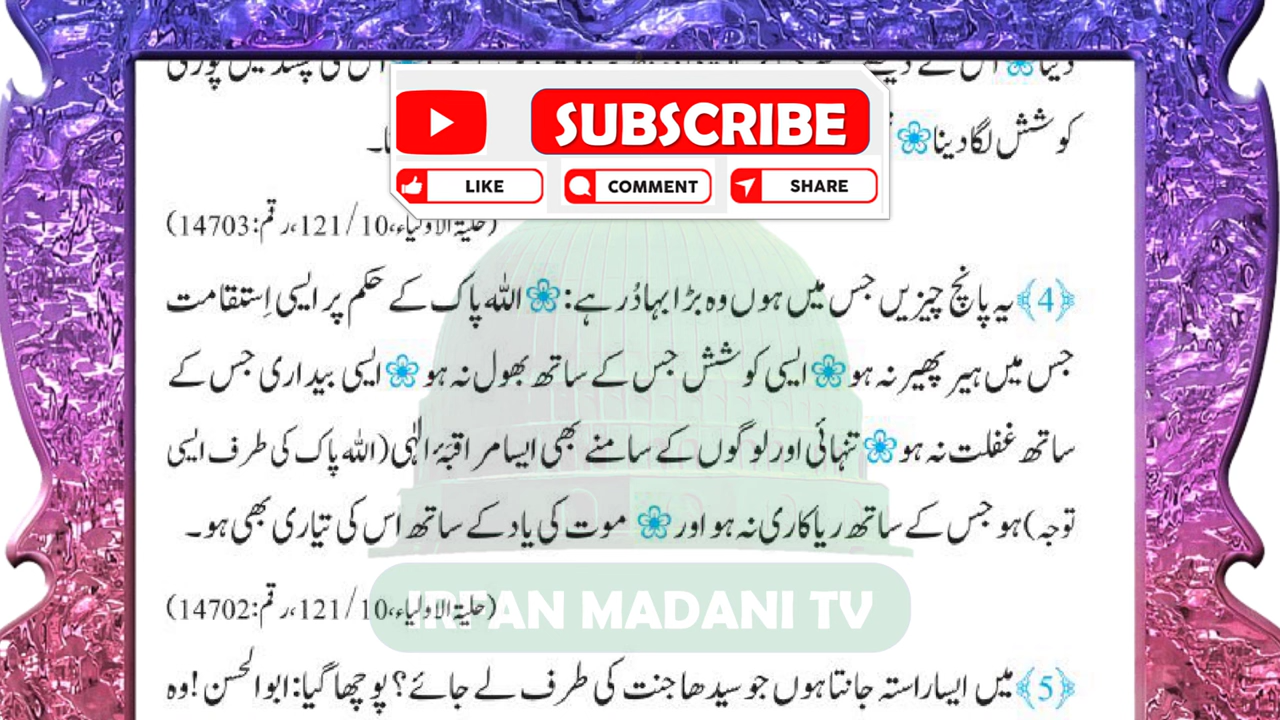 SUBSCRIBE
LIKE
COMMENT
SHARE
کوشش لگا دینا
(حلیۃ الاولیاء،10/121،رقم:14703)
﴿4﴾ یہ پانچ چیزیں جس میں ہوں وہ بڑا بہادُر ہے: اللہ پاک کے حکم پر ایسی اِستقامت
جس میں ہیر پھیر نہ ہو ایسی کوشش جس کے ساتھ بھول نہ ہو ایسی بیداری جس کے
ساتھ غفلت نہ ہو تنہائی اور لوگوں کے سامنے بھی ایسا مراقبۂ الٰہی (اللہ پاک کی طرف ایسی
توجہ) ہو جس کے ساتھ ریاکاری نہ ہو اور موت کی یاد کے ساتھ اُس کی تیّاری بھی ہو۔
(حلیۃ الاولیاء،10/121،رقم:14702)
IRFAN MADANI TV
﴿5﴾ میں ایسا راستہ جانتا ہوں جو سیدھا جنت کی طرف لے جائے؟ پوچھا گیا: ابو الحسن! وہ